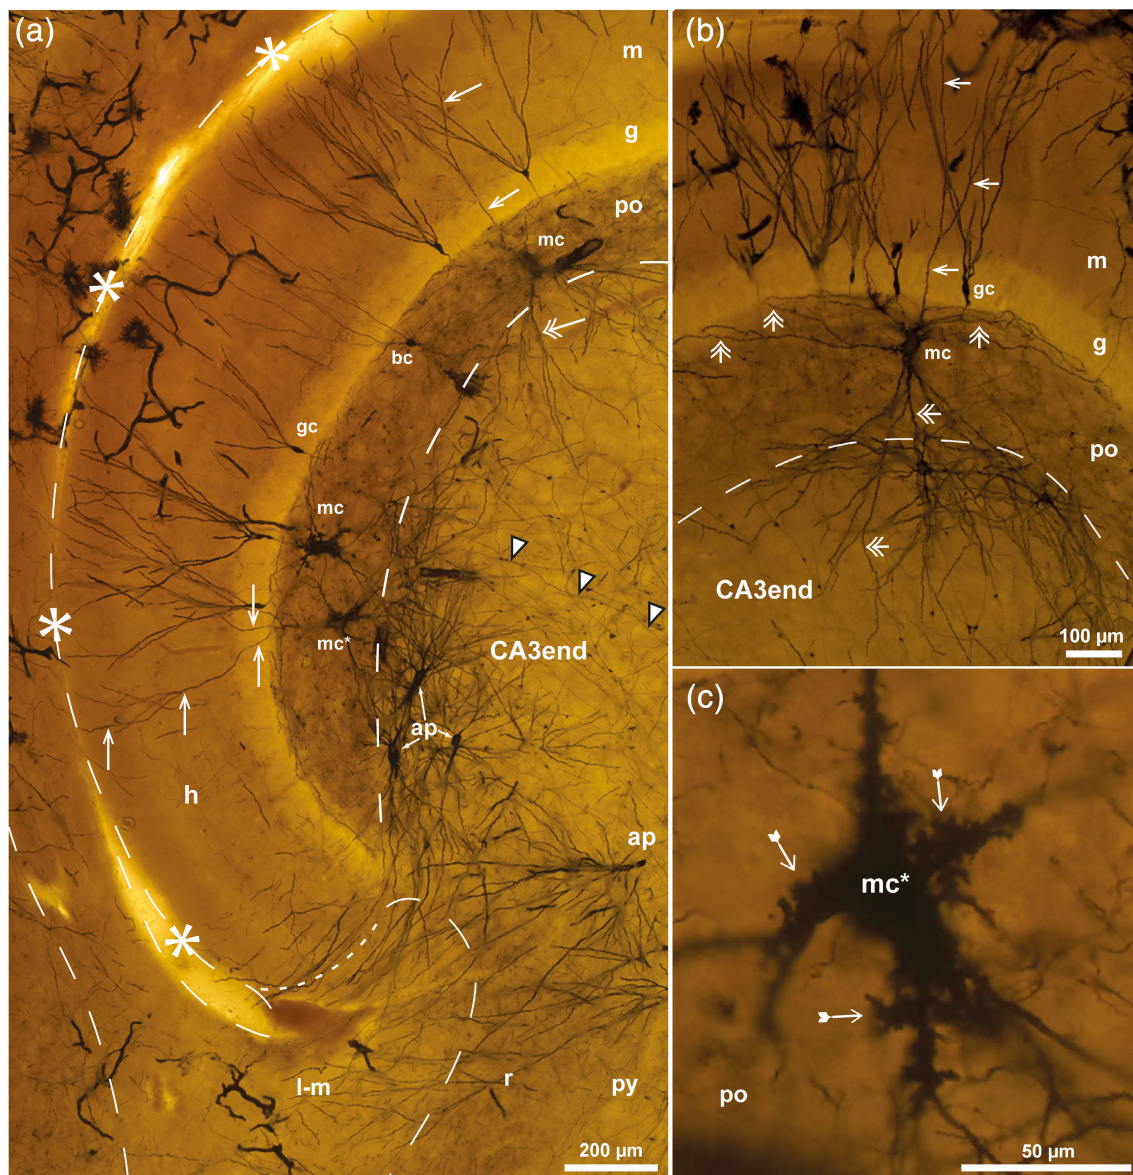 (a)
m
g
po
mc
bc
gc
mc
mc*
CA3end
ap
h
ap
l-m
r
py
200 µm
(b)
m
gc
g
mc
po
CA3end
100 µm
(c)
mc*
po
50 µm